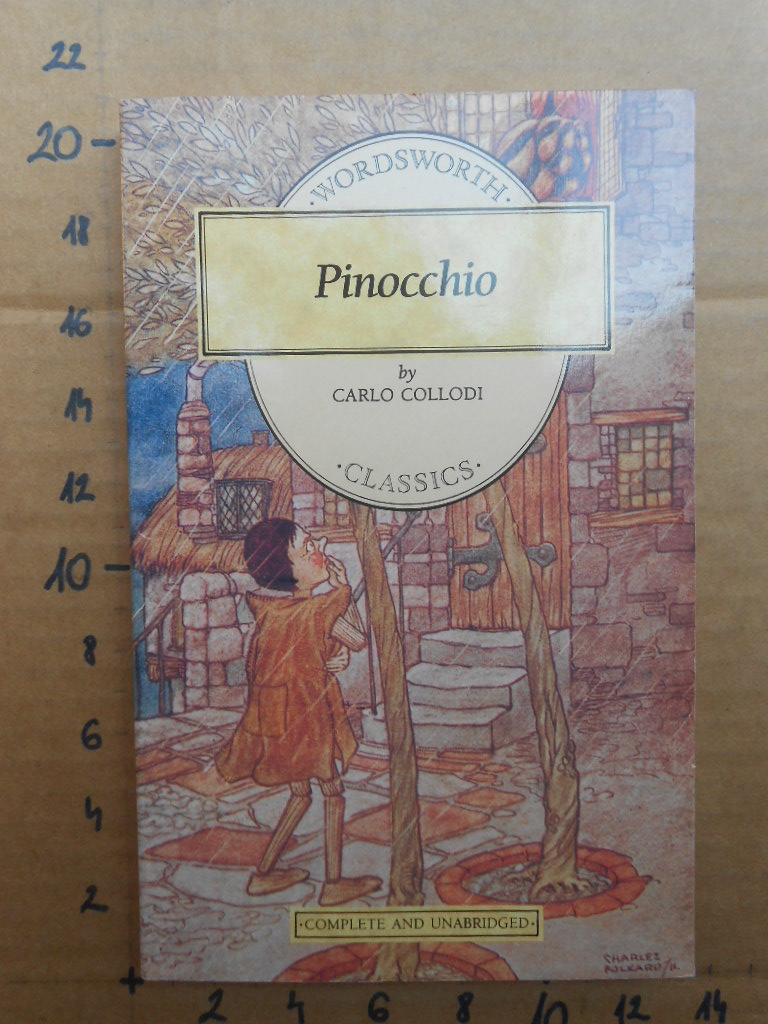 22
20
18
16
14
12
10
8
6
4
2
·WORDSWORTH·
Pinocchio
by
CARLO COLLODI
·CLASSICS·
·COMPLETE AND UNABRIDGED·
CHARLES
FOLKARD
2 4 6 8 10 12 14